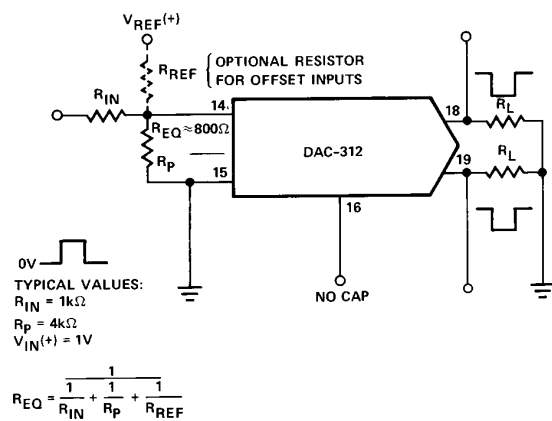 VREF(+)
RREF { OPTIONAL RESISTOR
FOR OFFSET INPUTS
RIN
14
REQ ≈ 800Ω
RP
15
DAC-312
18
RL
19
RL
16
NO CAP
0V
TYPICAL VALUES:
RIN = 1kΩ
RP = 4kΩ
VIN(+) = 1V
REQ = 1 / (1/RIN + 1/RP + 1/RREF)